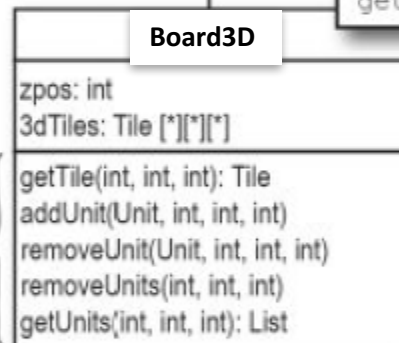 Board3D
zpos: int
3dTiles: Tile [*][*][*]
getTile(int, int, int): Tile
addUnit(Unit, int, int, int)
removeUnit(Unit, int, int, int)
removeUnits(int, int, int)
getUnits(int, int, int): List